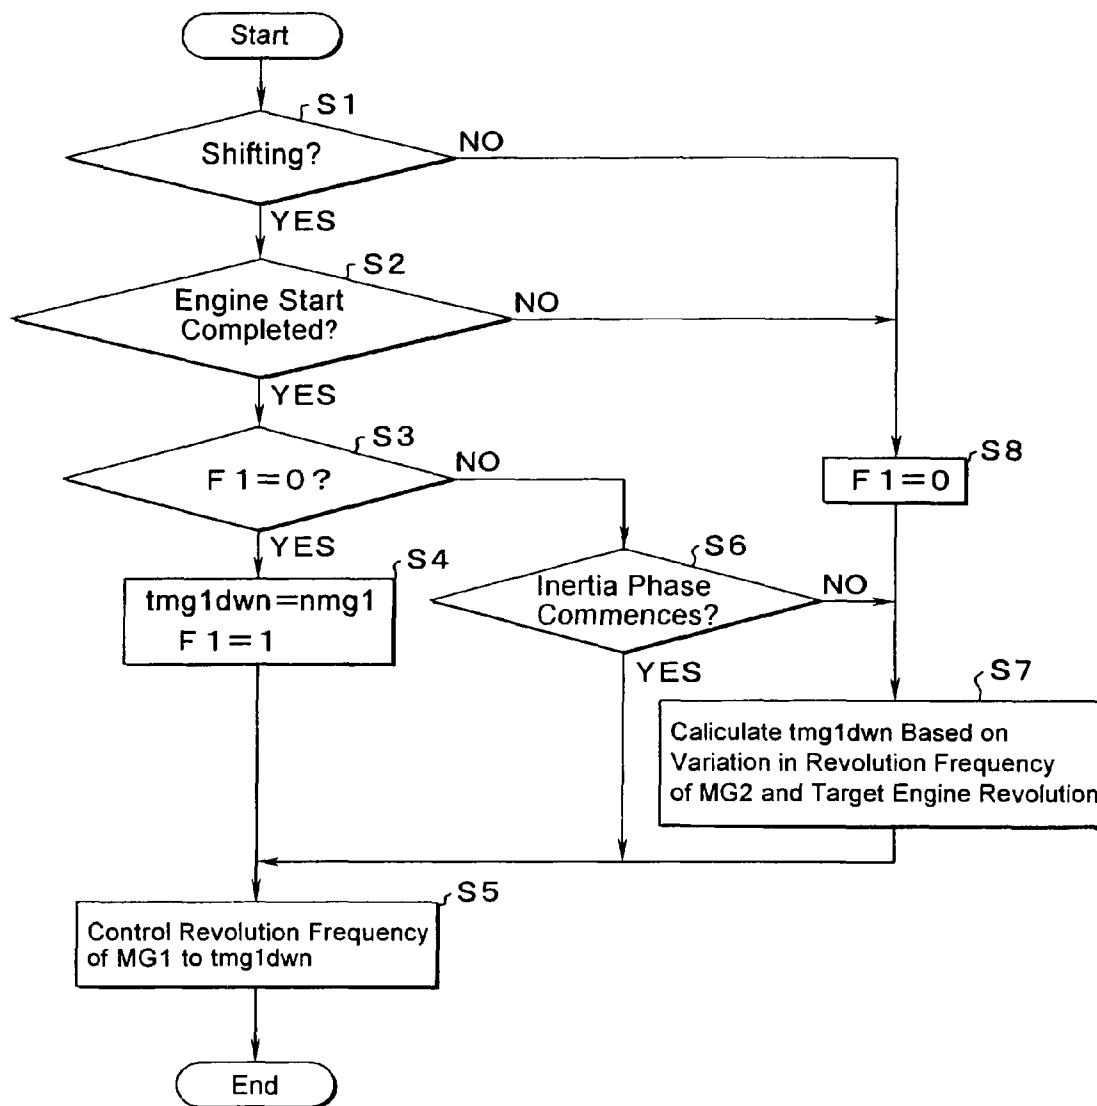 Start
S1
Shifting?
NO
YES
S2
Engine Start
Completed?
NO
YES
S3
F1=0?
NO
YES
S8
F1=0
S4
tmg1dwn=nmg1
F1=1
S6
Inertia Phase
Commences?
NO
YES
S7
Caliculate tmg1dwn Based on
Variation in Revolution Frequency
of MG2 and Target Engine Revolution
S5
Control Revolution Frequency
of MG1 to tmg1dwn
End